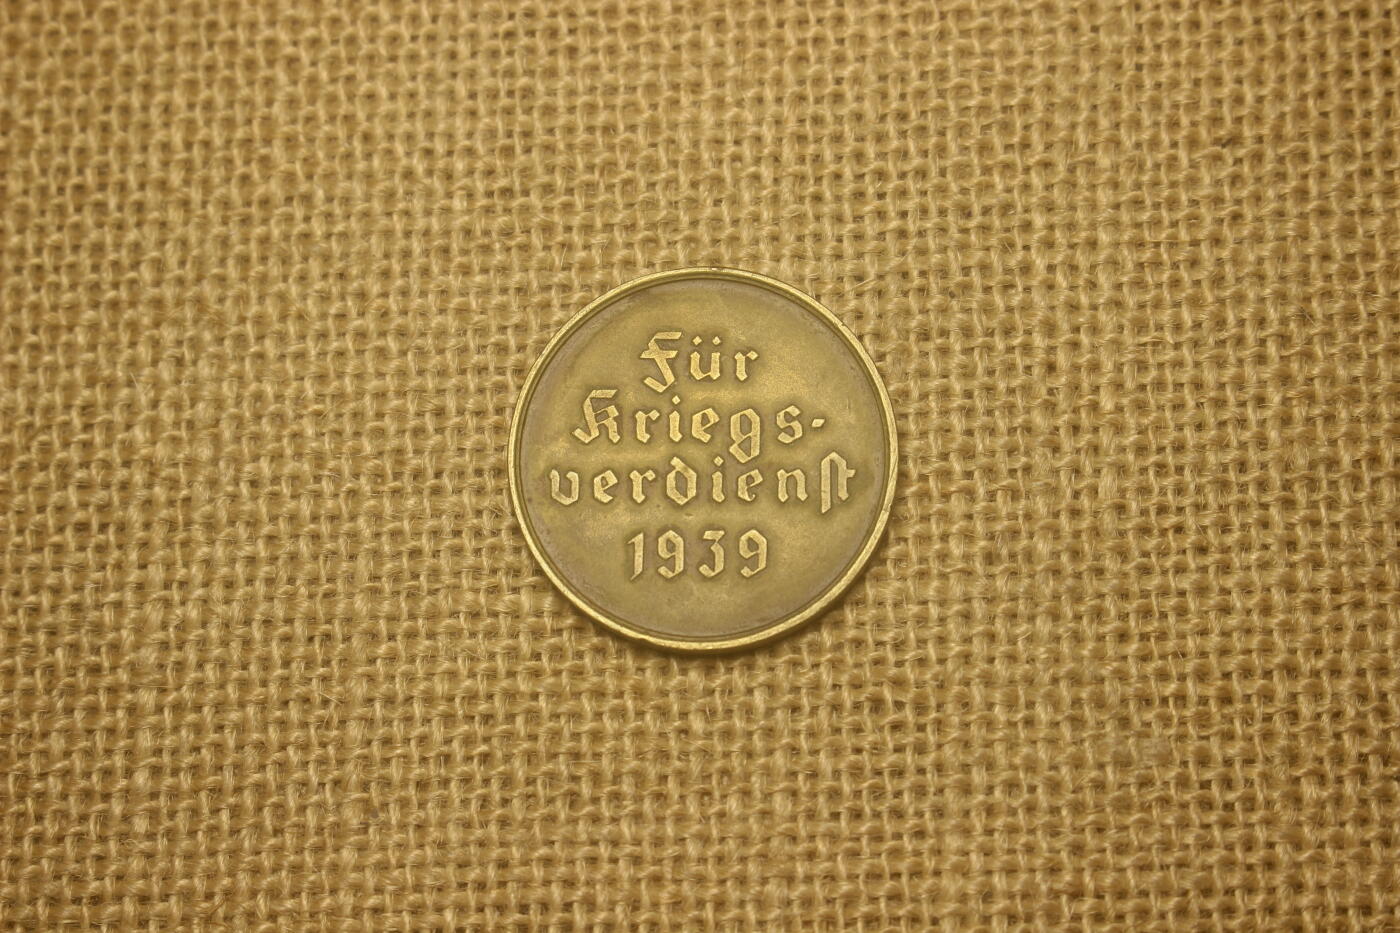 Für
Kriegs-
verdienst
1939